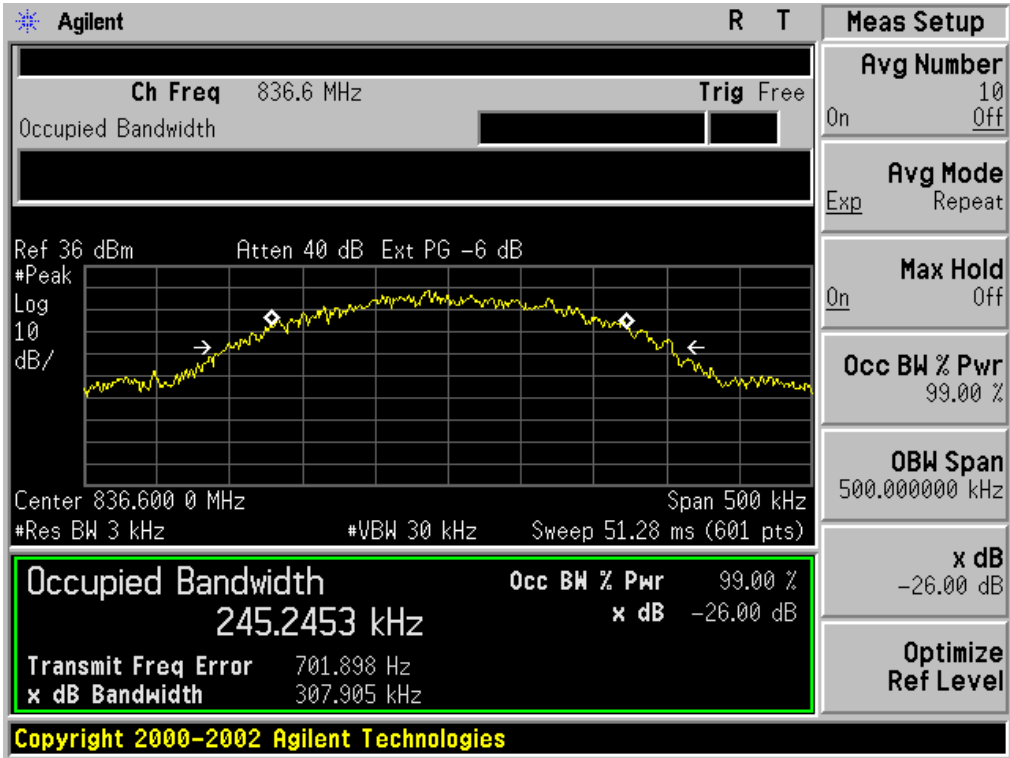 Agilent R T
Ch Freq 836.6 MHz Trig Free
Occupied Bandwidth
Ref 36 dBm Atten 40 dB Ext PG -6 dB
#Peak
Log
10
dB/
Center 836.600 0 MHz Span 500 kHz
#Res BW 3 kHz #VBW 30 kHz Sweep 51.28 ms (601 pts)
Occupied Bandwidth Occ BW % Pwr 99.00 %
245.2453 kHz x dB -26.00 dB
Transmit Freq Error 701.898 Hz
x dB Bandwidth 307.905 kHz
Copyright 2000-2002 Agilent Technologies
Meas Setup
Avg Number
10
On Off
Avg Mode
Exp Repeat
Max Hold
On Off
Occ BW % Pwr
99.00 %
OBW Span
500.000000 kHz
x dB
-26.00 dB
Optimize
Ref Level